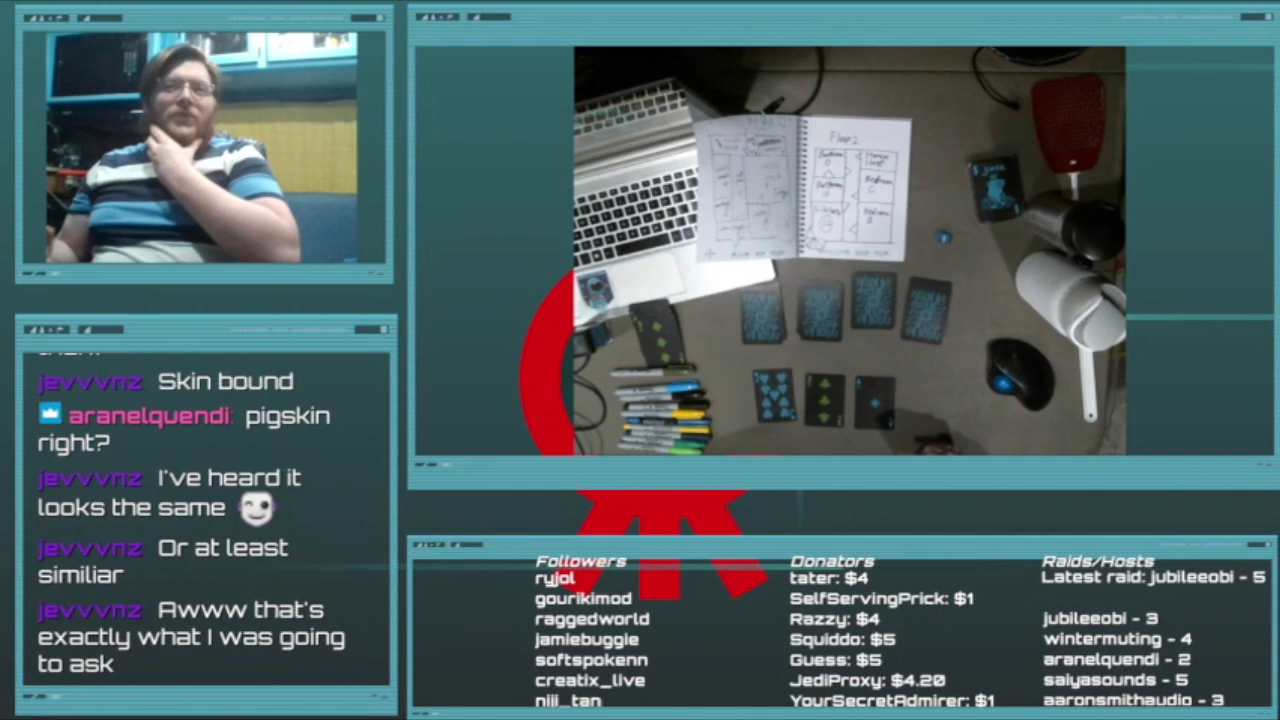 jevvvnz: Skin bound
aranelquendi: pigskin
right?
jevvvnz: I've heard it
looks the same
jevvvnz: Or at least
similiar
jevvvnz: Awww that's
exactly what I was going
to ask
Floor 2
Followers
ryjol
gourikimod
raggedworld
jamiebuggie
softspokenn
creatix_live
niji_tan
Donators
tater: $4
SelfServingPrick: $1
Razzy: $4
Squiddo: $5
Guess: $5
JediProxy: $4.20
YourSecretAdmirer: $1
Raids/Hosts
Latest raid: jubileeobi - 5
jubileeobi - 3
wintermuting - 4
aranelquendi - 2
saiyasounds - 5
aaronsmithaudio - 3